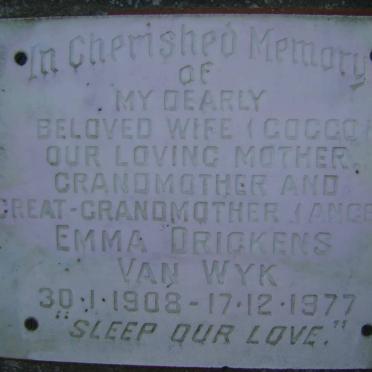 In Cherished Memory
OF
MY DEARLY
BELOVED WIFE (GOGGO)
OUR LOVING MOTHER,
GRANDMOTHER AND
GREAT-GRANDMOTHER (ANCE
EMMA DRICKENS
VAN WYK
30·1·1908 - 17·12·1977
"SLEEP OUR LOVE."